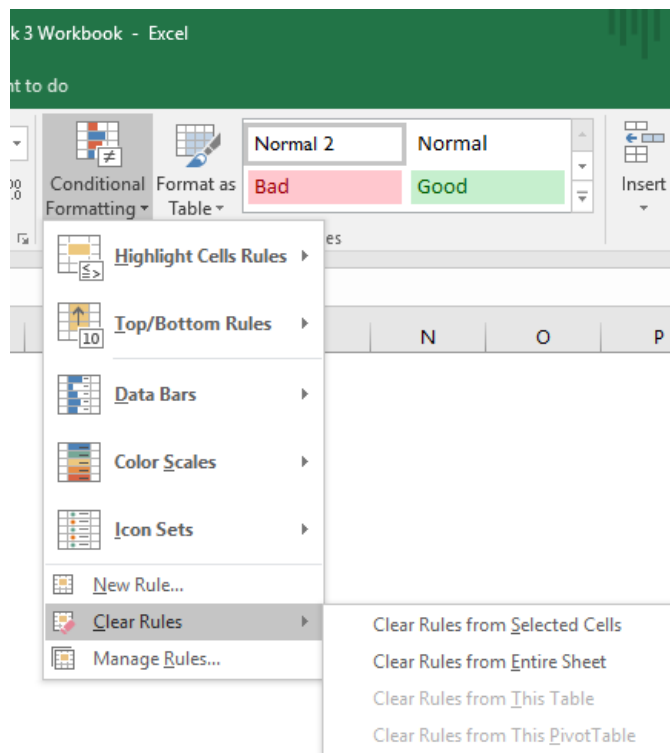 k 3 Workbook - Excel
nt to do
Normal 2 Normal
Conditional Formatting
Format as Table
Bad Good
Insert
es
Highlight Cells Rules
Top/Bottom Rules
10
N O P
Data Bars
Color Scales
Icon Sets
New Rule...
Clear Rules
Manage Rules...
Clear Rules from Selected Cells
Clear Rules from Entire Sheet
Clear Rules from This Table
Clear Rules from This PivotTable